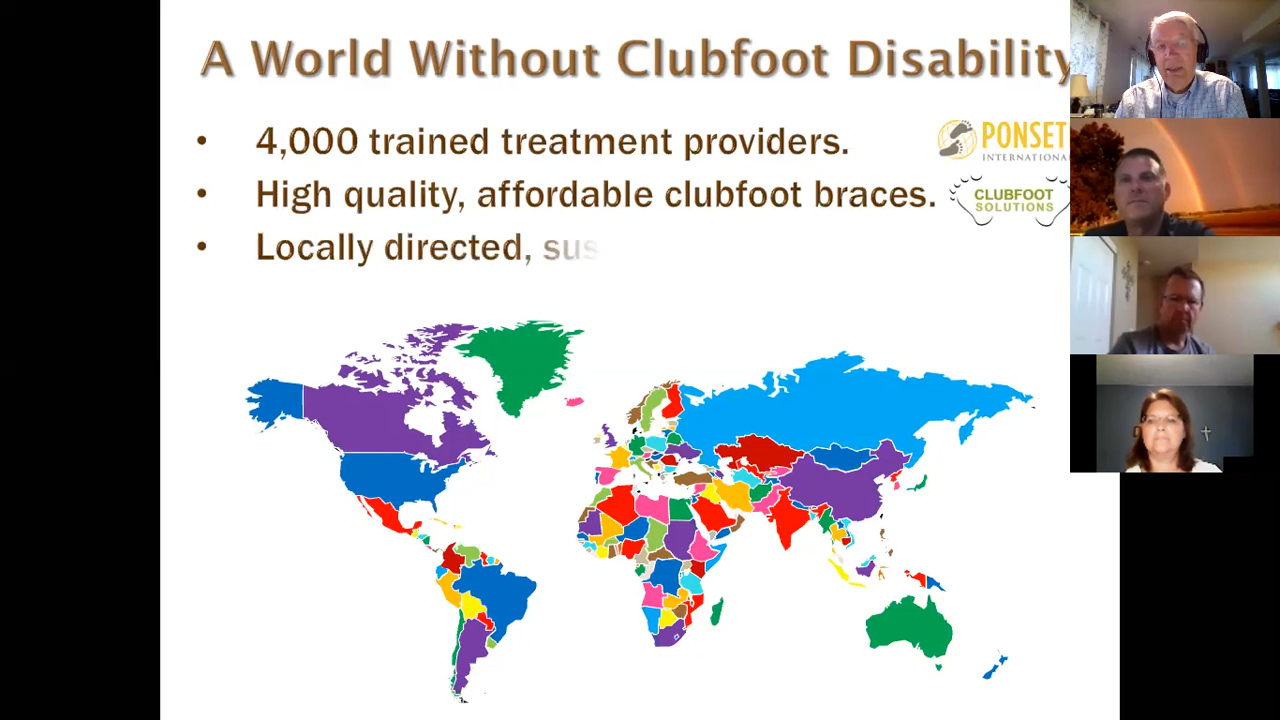 A World Without Clubfoot Disability
• 4,000 trained treatment providers.
PONSET
INTERNATIONA
• High quality, affordable clubfoot braces.
CLUBFOOT
SOLUTIONS
• Locally directed, sus